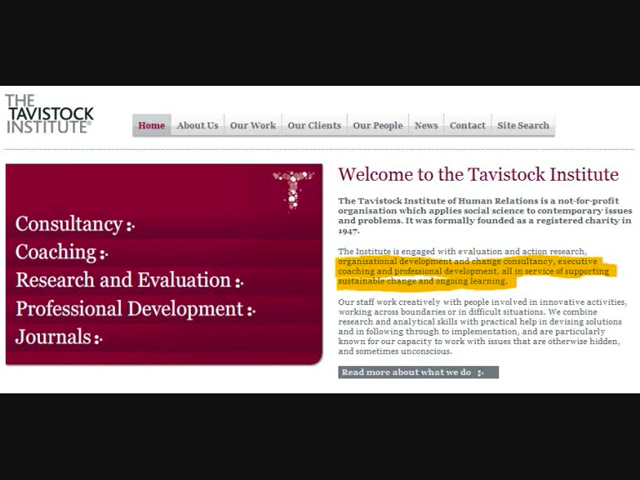 THE
TAVISTOCK
INSTITUTE®
Home About Us Our Work Our Clients Our People News Contact Site Search
Consultancy
Coaching
Research and Evaluation
Professional Development
Journals
Welcome to the Tavistock Institute
The Tavistock Institute of Human Relations is a not-for-profit
organisation which applies social science to contemporary issues
and problems. It was formally founded as a registered charity in
1947.
The Institute is engaged with evaluation and action research,
organisational development and change consultancy, executive
coaching and professional development, all in service of supporting
sustainable change and ongoing learning.
Our staff work creatively with people involved in innovative activities,
working across boundaries or in difficult situations. We combine
research and analytical skills with practical help in devising solutions
and in following through to implementation, and are particularly
known for our capacity to work with issues that are otherwise hidden,
and sometimes unconscious.
Read more about what we do